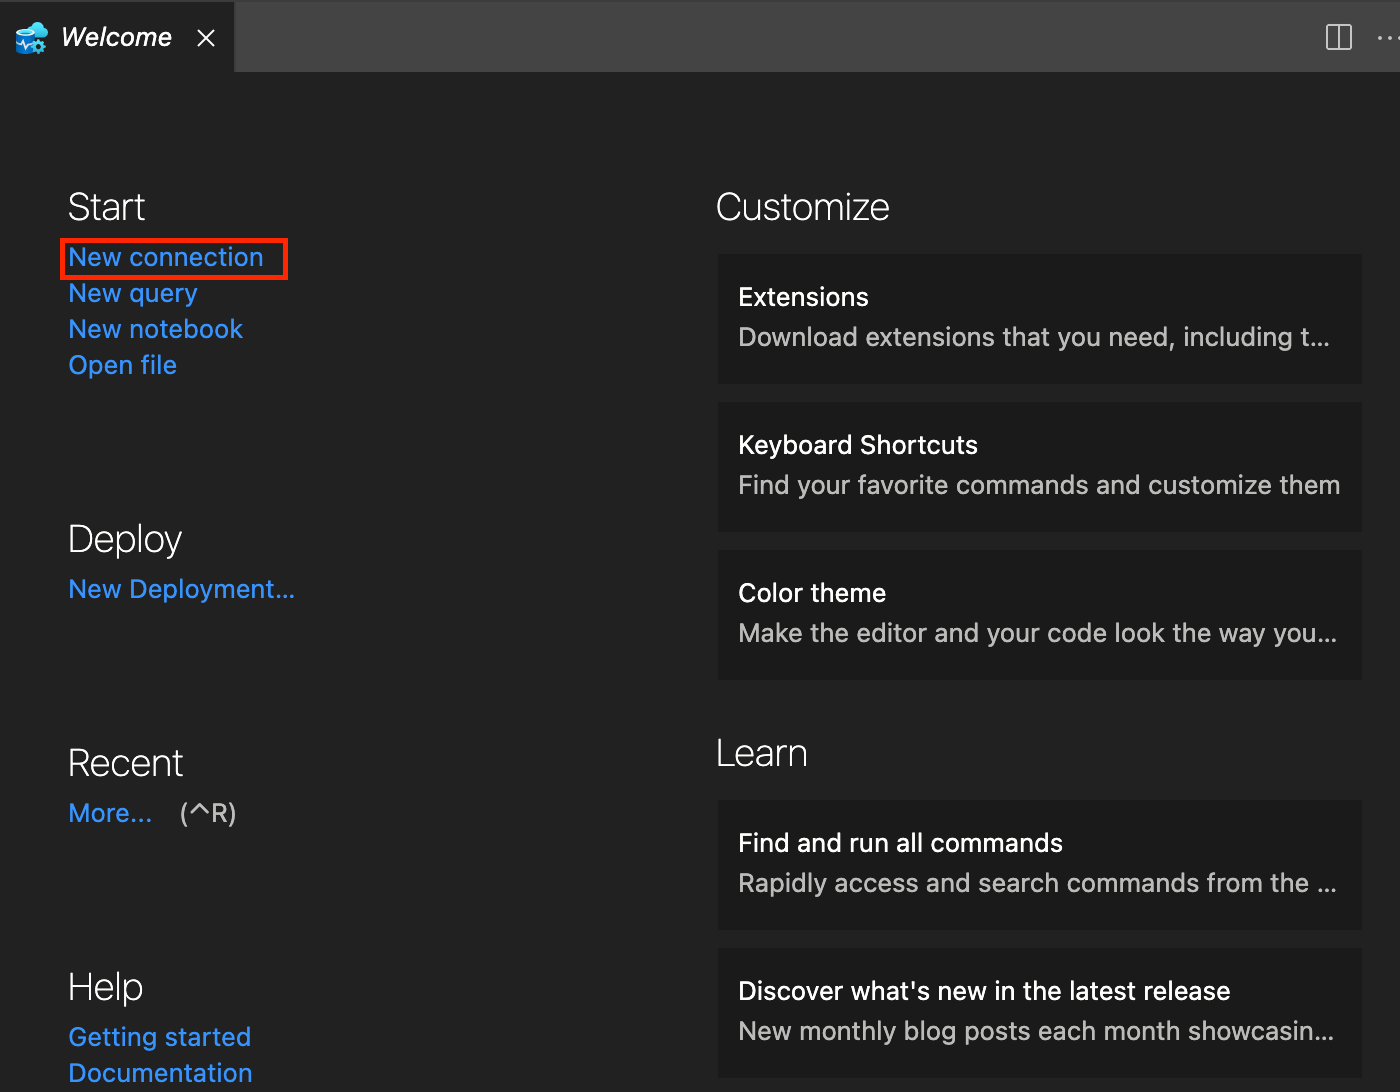 Welcome
Start
New connection
New query
New notebook
Open file
Deploy
New Deployment...
Recent
More... (^R)
Help
Getting started
Documentation
Customize
Extensions
Download extensions that you need, including t...
Keyboard Shortcuts
Find your favorite commands and customize them
Color theme
Make the editor and your code look the way you...
Learn
Find and run all commands
Rapidly access and search commands from the ...
Discover what's new in the latest release
New monthly blog posts each month showcasin...